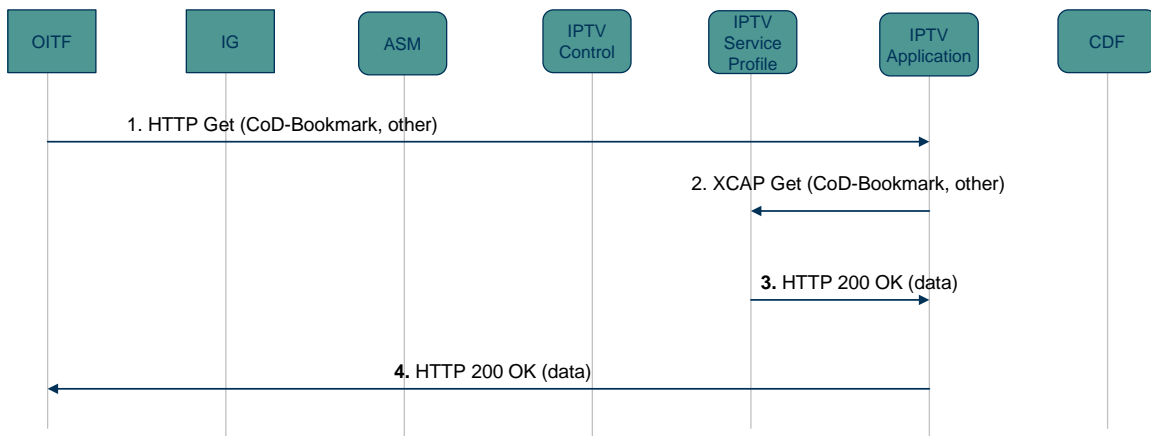 OITF
IG
ASM
IPTV
Control
IPTV
Service
Profile
IPTV
Application
CDF
1. HTTP Get (CoD-Bookmark, other)
2. XCAP Get (CoD-Bookmark, other)
3. HTTP 200 OK (data)
4. HTTP 200 OK (data)